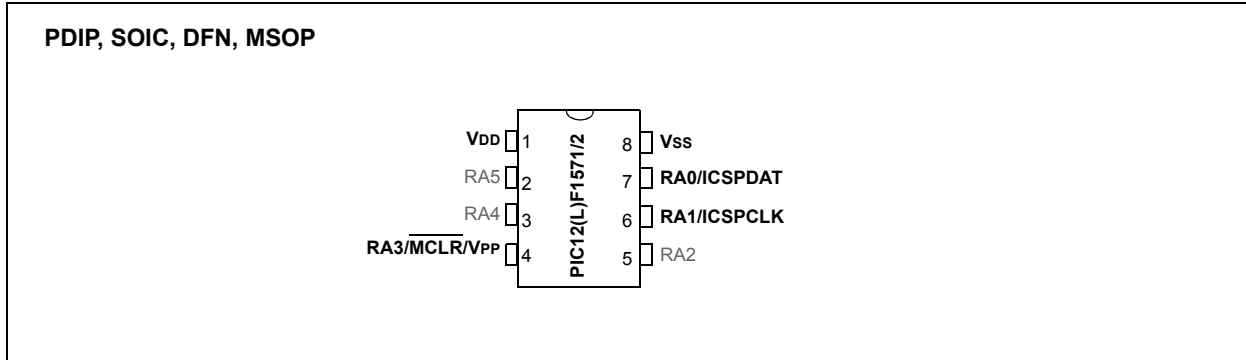 PDIP, SOIC, DFN, MSOP
VDD 1 8 VSS
RA5 2 7 RA0/ICSPDAT
RA4 3 6 RA1/ICSPCLK
RA3/MCLR/VPP 4 5 RA2
PIC12(L)F1571/2